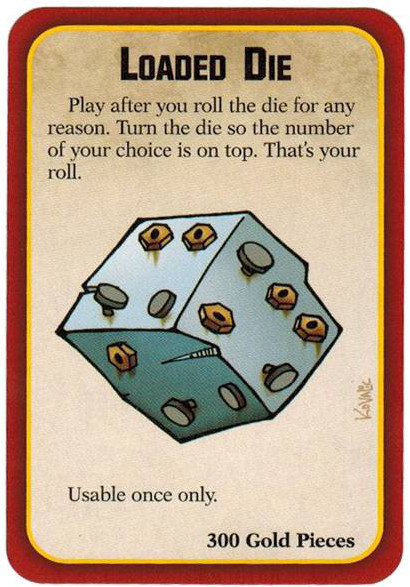 LOADED DIE
Play after you roll the die for any
reason. Turn the die so the number
of your choice is on top. That's your
roll.
KOVALIC
Usable once only.
300 Gold Pieces